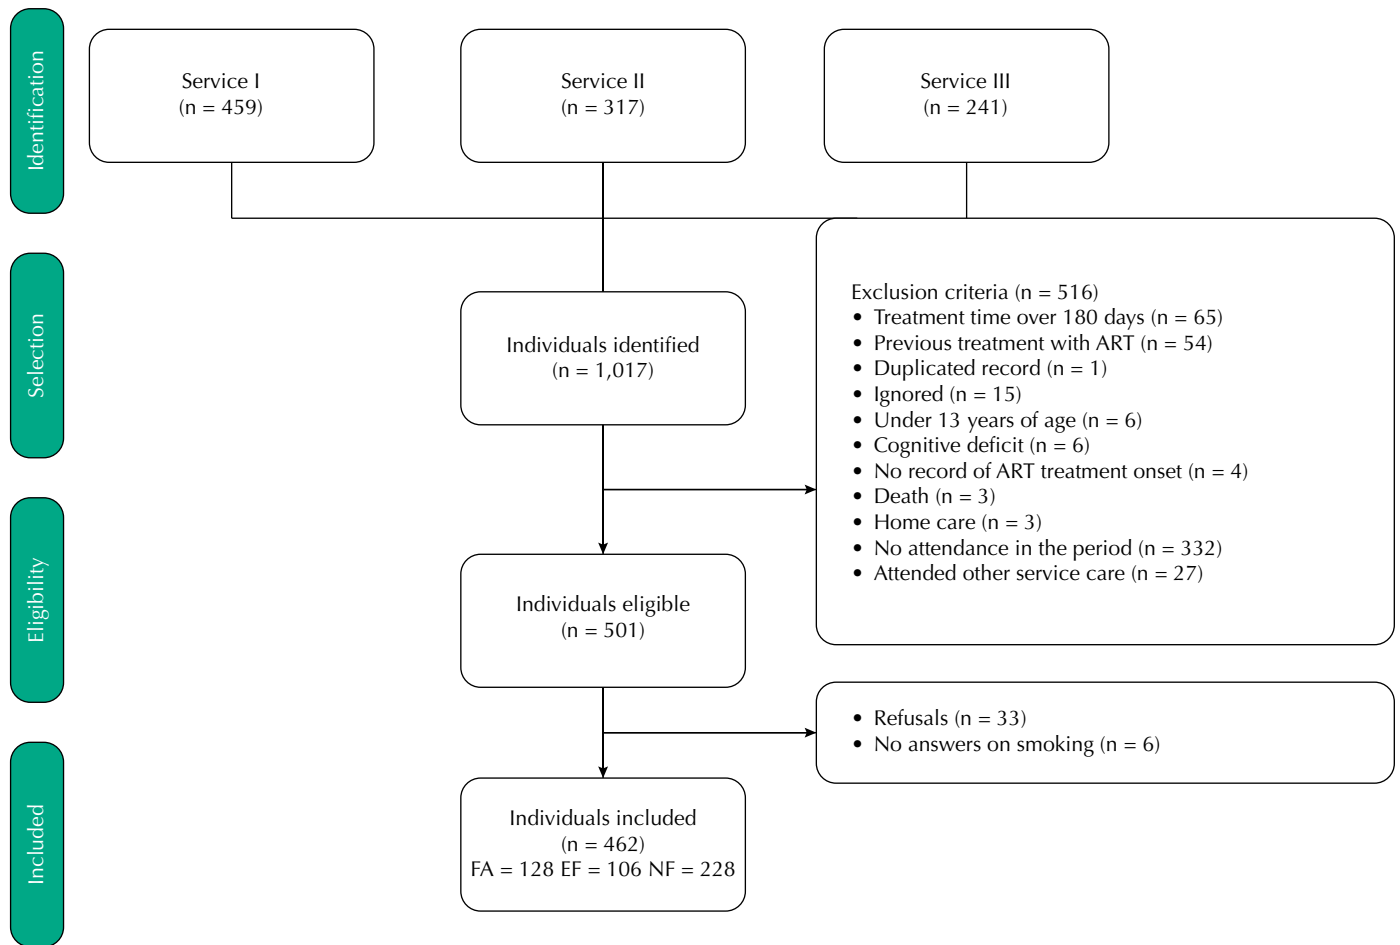 Identification
Service I
(n = 459)
Service II
(n = 317)
Service III
(n = 241)
Selection
Individuals identified
(n = 1,017)
Exclusion criteria (n = 516)
• Treatment time over 180 days (n = 65)
• Previous treatment with ART (n = 54)
• Duplicated record (n = 1)
• Ignored (n = 15)
• Under 13 years of age (n = 6)
• Cognitive deficit (n = 6)
• No record of ART treatment onset (n = 4)
• Death (n = 3)
• Home care (n = 3)
• No attendance in the period (n = 332)
• Attended other service care (n = 27)
Eligibility
Individuals eligible
(n = 501)
• Refusals (n = 33)
• No answers on smoking (n = 6)
Included
Individuals included
(n = 462)
FA = 128 EF = 106 NF = 228